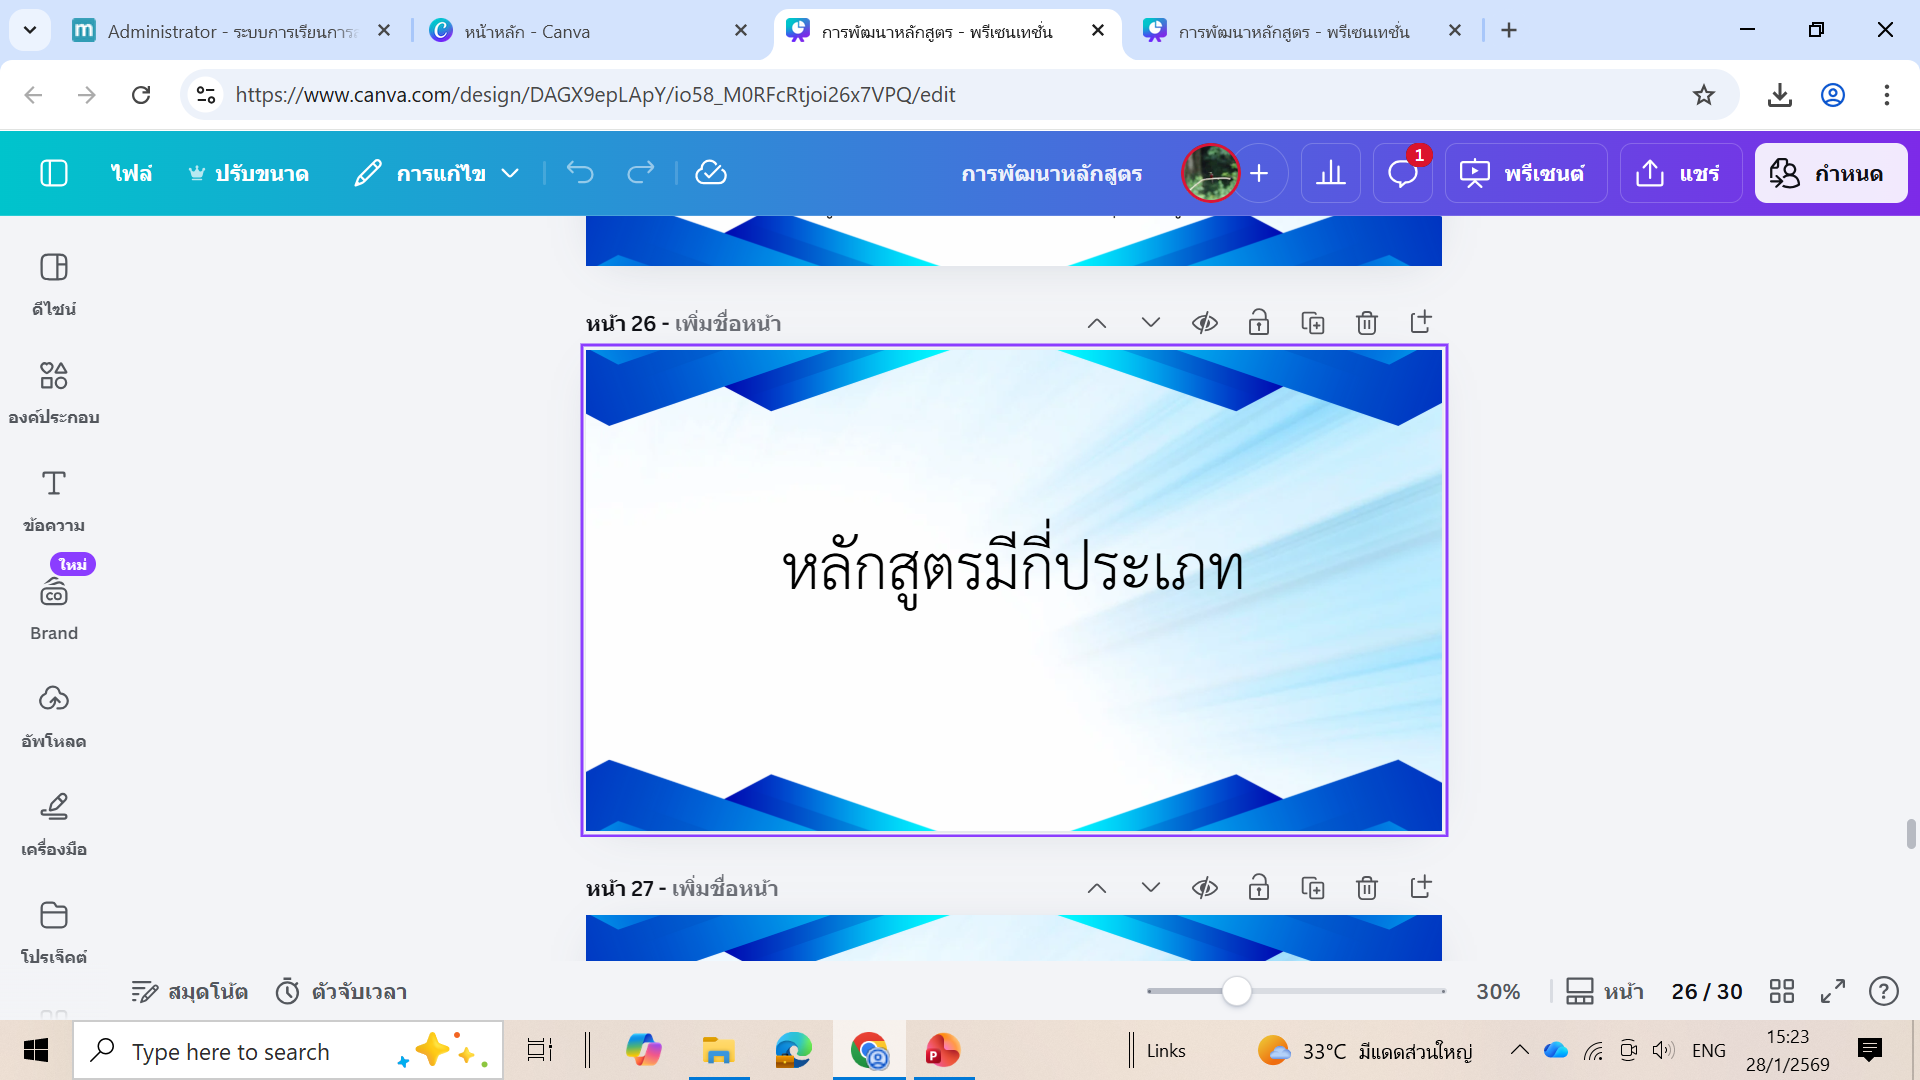 Administrator - ระบบการเรียนการส
หน้าหลัก - Canva
การพัฒนาหลักสูตร - พรีเซนเทชั่น
การพัฒนาหลักสูตร - พรีเซนเทชั่น
https://www.canva.com/design/DAGX9epLApY/io58_M0RFcRtjoi26x7VPQ/edit
ไฟล์
ปรับขนาด
การแก้ไข
การพัฒนาหลักสูตร
1
พรีเซนต์
แชร์
กำหนด
ดีไซน์
องค์ประกอบ
ข้อความ
ใหม่
CO
Brand
อัพโหลด
เครื่องมือ
โปรเจ็คต์
หน้า 26 - เพิ่มชื่อหน้า
หลักสูตรมีกี่ประเภท
หน้า 27 - เพิ่มชื่อหน้า
สมุดโน้ต
ตัวจับเวลา
30%
หน้า
26 / 30
Type here to search
Links
33°C มีแดดส่วนใหญ่
ENG
15:23
28/1/2569